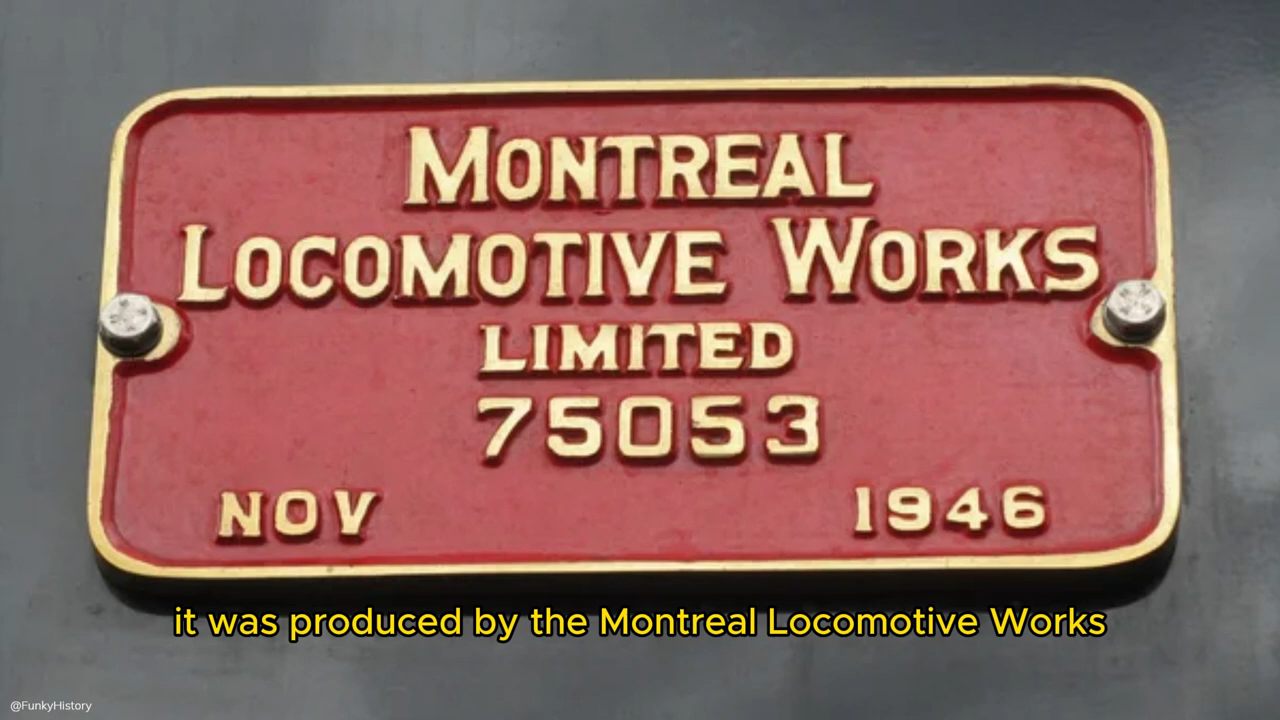 MONTREAL
LOCOMOTIVE WORKS
LIMITED
75053
NOV 1946
it was produced by the Montreal Locomotive Works
@FunkyHistory